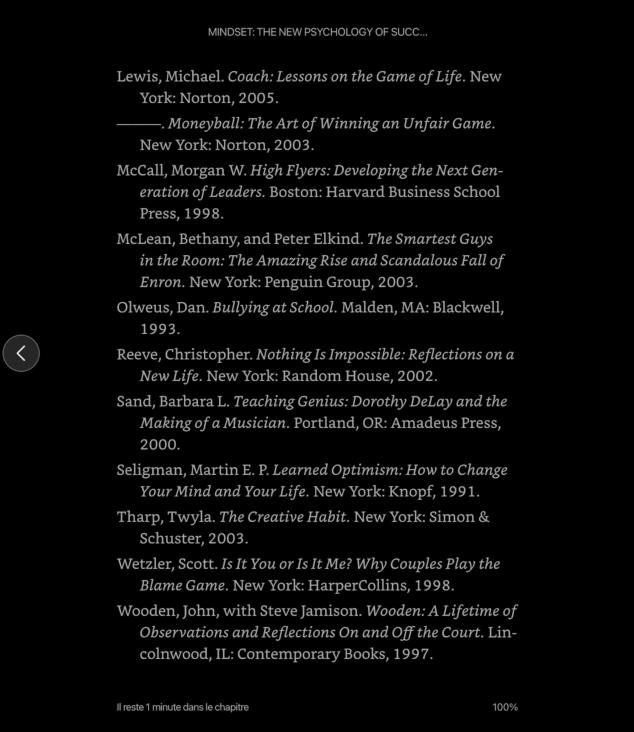 MINDSET: THE NEW PSYCHOLOGY OF SUCC...
Lewis, Michael. Coach: Lessons on the Game of Life. New
York: Norton, 2005.
———. Moneyball: The Art of Winning an Unfair Game.
New York: Norton, 2003.
McCall, Morgan W. High Flyers: Developing the Next Gen-
eration of Leaders. Boston: Harvard Business School
Press, 1998.
McLean, Bethany, and Peter Elkind. The Smartest Guys
in the Room: The Amazing Rise and Scandalous Fall of
Enron. New York: Penguin Group, 2003.
Olweus, Dan. Bullying at School. Malden, MA: Blackwell,
1993.
Reeve, Christopher. Nothing Is Impossible: Reflections on a
New Life. New York: Random House, 2002.
Sand, Barbara L. Teaching Genius: Dorothy DeLay and the
Making of a Musician. Portland, OR: Amadeus Press,
2000.
Seligman, Martin E. P. Learned Optimism: How to Change
Your Mind and Your Life. New York: Knopf, 1991.
Tharp, Twyla. The Creative Habit. New York: Simon &
Schuster, 2003.
Wetzler, Scott. Is It You or Is It Me? Why Couples Play the
Blame Game. New York: HarperCollins, 1998.
Wooden, John, with Steve Jamison. Wooden: A Lifetime of
Observations and Reflections On and Off the Court. Lin-
colnwood, IL: Contemporary Books, 1997.
Il reste 1 minute dans le chapitre
100%